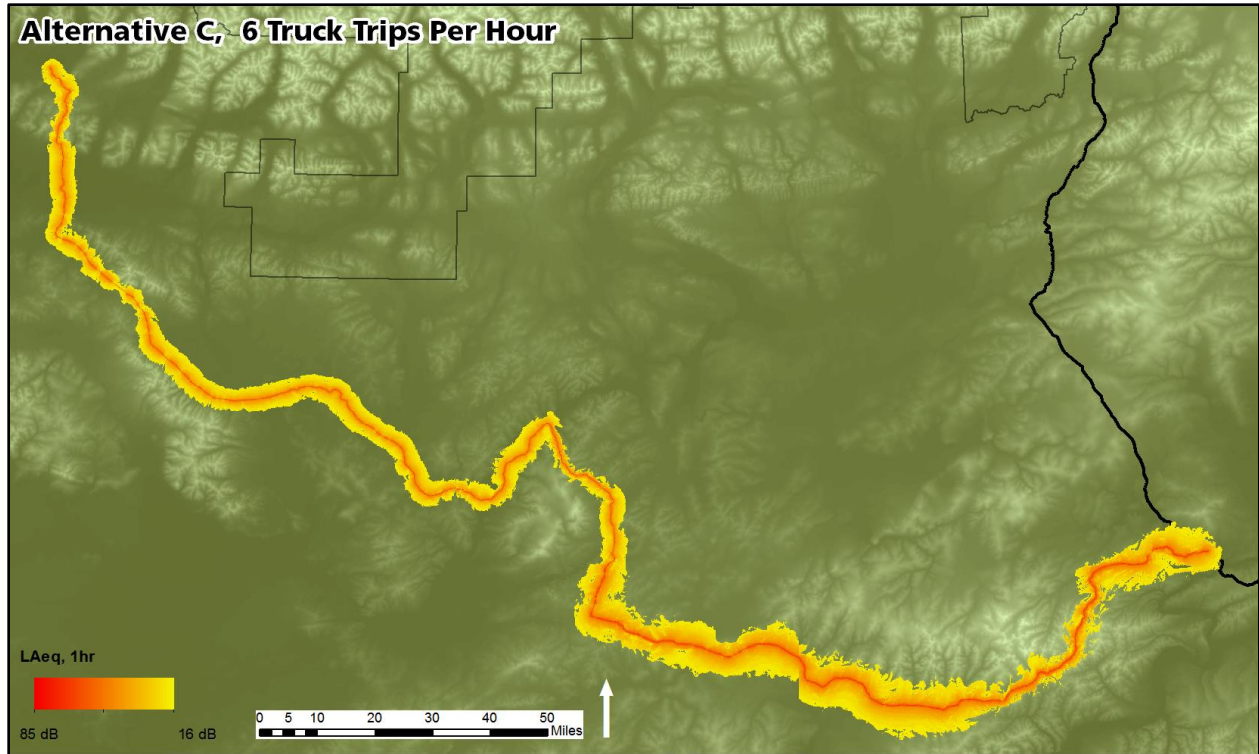 Alternative C, 6 Truck Trips Per Hour
LAeq, 1hr
85 dB 16 dB
0 5 10 20 30 40 50
Miles